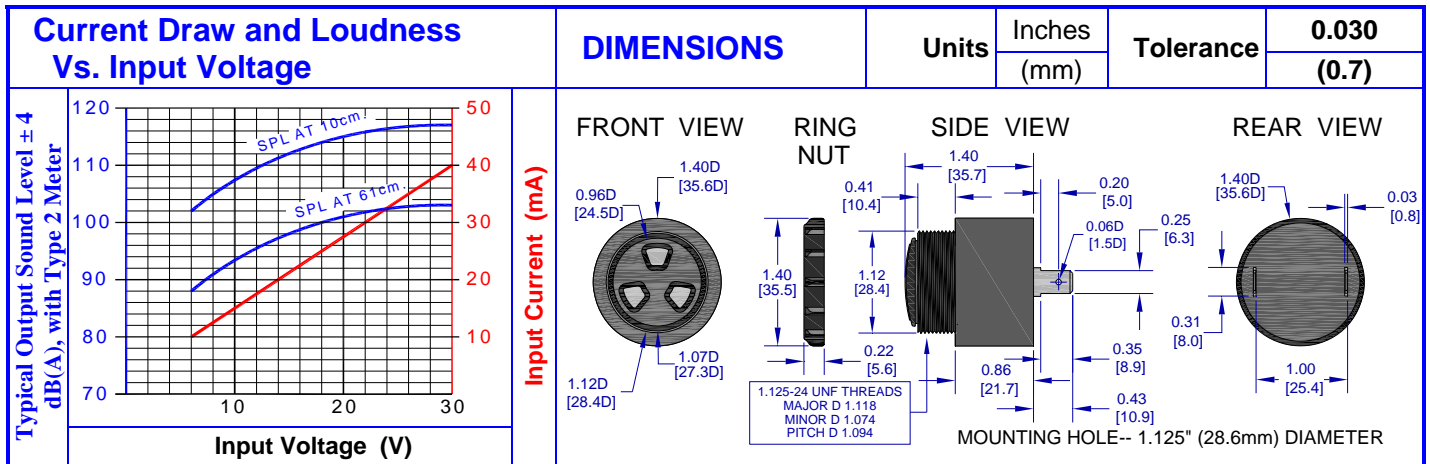 Current Draw and Loudness
Vs. Input Voltage
DIMENSIONS
Units
Inches
(mm)
Tolerance
0.030
(0.7)
Typical Output Sound Level ± 4
dB(A), with Type 2 Meter
120
110
100
90
80
70
SPL AT 10cm.
SPL AT 61cm.
50
40
30
20
10
10
20
30
Input Current (mA)
Input Voltage (V)
FRONT VIEW
0.96D
[24.5D]
1.40D
[35.6D]
1.12D
[28.4D]
1.07D
[27.3D]
RING
NUT
1.40
[35.5]
0.22
[5.6]
SIDE VIEW
1.40
[35.7]
0.41
[10.4]
1.12
[28.4]
0.20
[5.0]
0.06D
[1.5D]
0.25
[6.3]
0.86
[21.7]
0.35
[8.9]
0.43
[10.9]
1.125-24 UNF THREADS
MAJOR D 1.118
MINOR D 1.074
PITCH D 1.094
REAR VIEW
1.40D
[35.6D]
0.03
[0.8]
0.31
[8.0]
1.00
[25.4]
MOUNTING HOLE-- 1.125" (28.6mm) DIAMETER